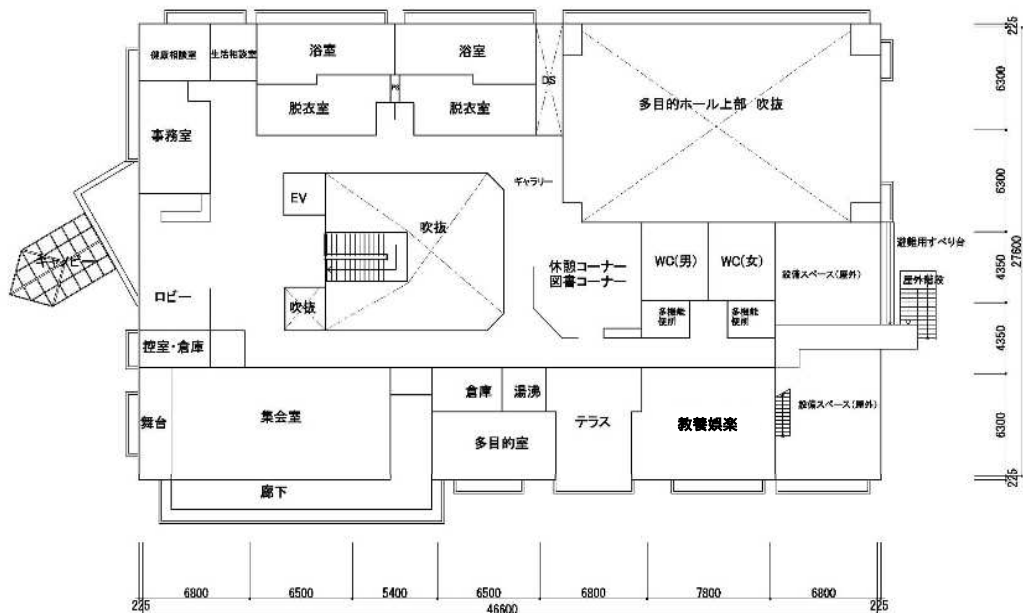 健康相談室
生活相談室
浴室
浴室
PS
DS
脱衣室
脱衣室
多目的ホール上部 吹抜
事務室
ギャラリー
EV
吹抜
避難用すべり台
休憩コーナー
図書コーナー
WC(男)
WC(女)
設備スペース(屋外)
屋外階段
キャノピー
ロビー
吹抜
多機能
便所
多機能
便所
控室・倉庫
舞台
集会室
倉庫
湯沸
テラス
教養娯楽
設備スペース(屋外)
多目的室
廊下
225
6300
6300
4350
27600
4350
6300
225
6800
6500
5400
6500
6800
7800
6800
225
46600
225